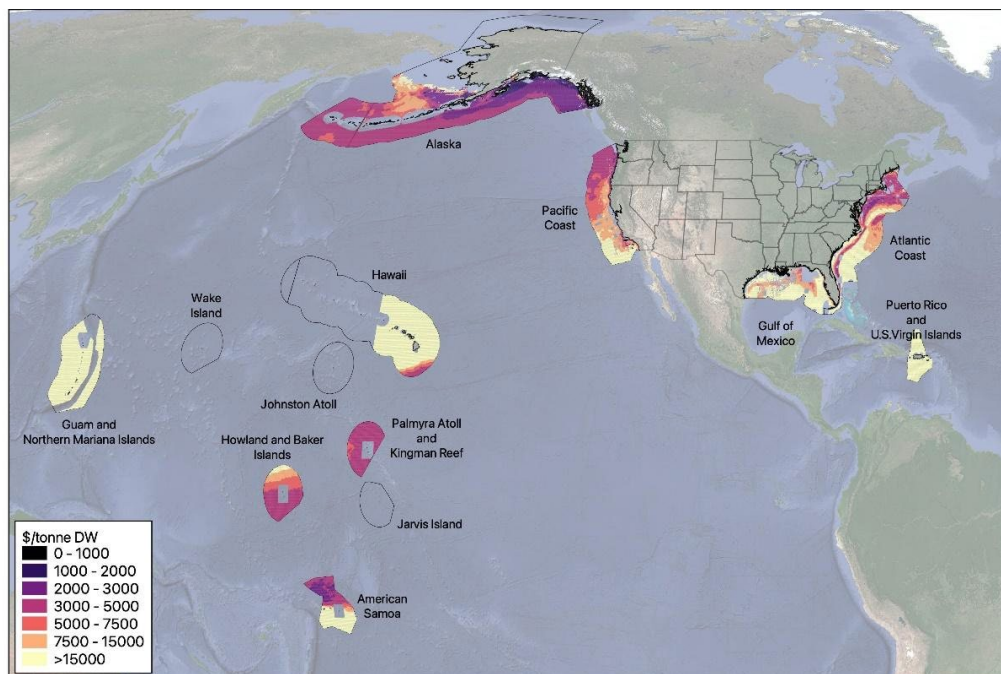 Alaska
Pacific
Coast
Atlantic
Coast
Hawaii
Wake
Island
Gulf of
Mexico
Puerto Rico
and
U.S.Virgin Islands
Johnston Atoll
Guam and
Northern Mariana Islands
Howland and Baker
Islands
Palmyra Atoll
and
Kingman Reef
Jarvis Island
American
Samoa
$/tonne DW
0 - 1000
1000 - 2000
2000 - 3000
3000 - 5000
5000 - 7500
7500 - 15000
>15000